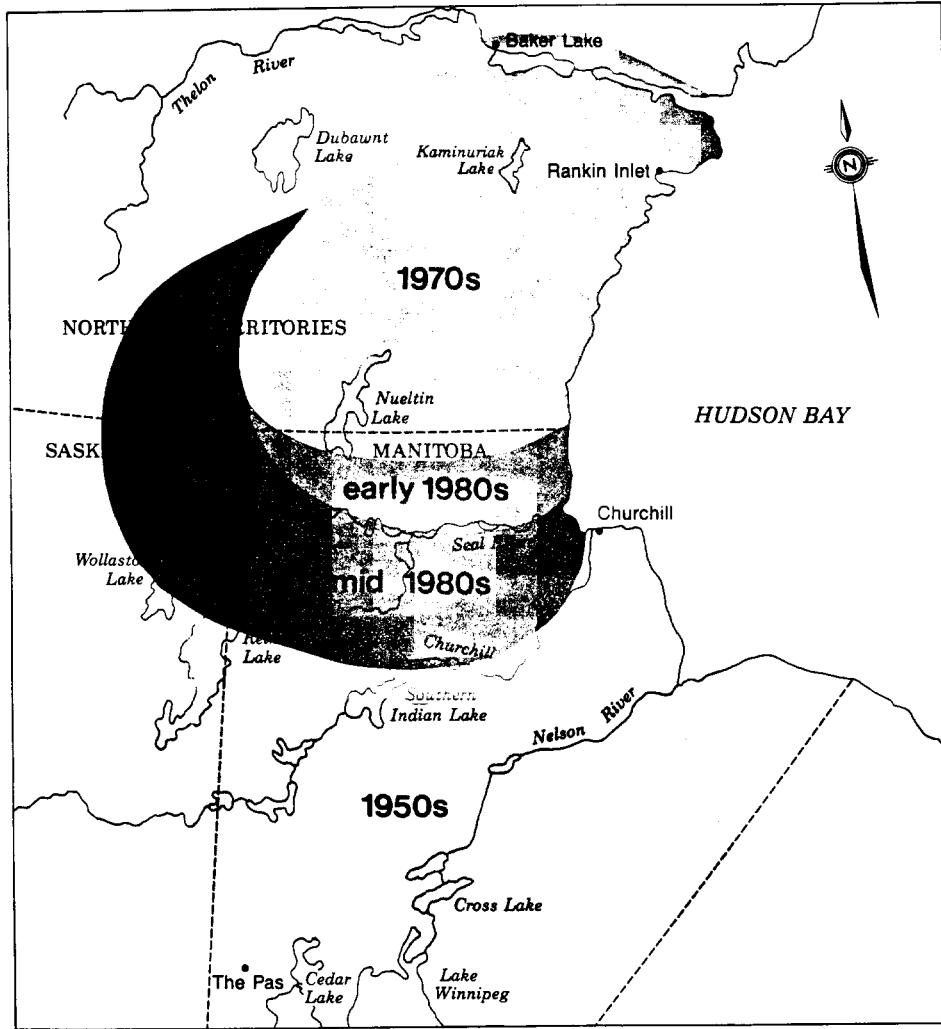 Baker Lake
Thelon River
Dubawnt
Lake
Kaminuriak
Lake
Rankin Inlet
N
1970s
NORTH RITORIES
Nueltin
Lake
HUDSON BAY
SASK MANITOBA
early 1980s
Churchill
Seal
Wollasto
Lake
mid 1980s
Lake
Churchill
Southern
Indian Lake
Nelson River
1950s
Cross Lake
The Pas
Cedar
Lake
Lake
Winnipeg